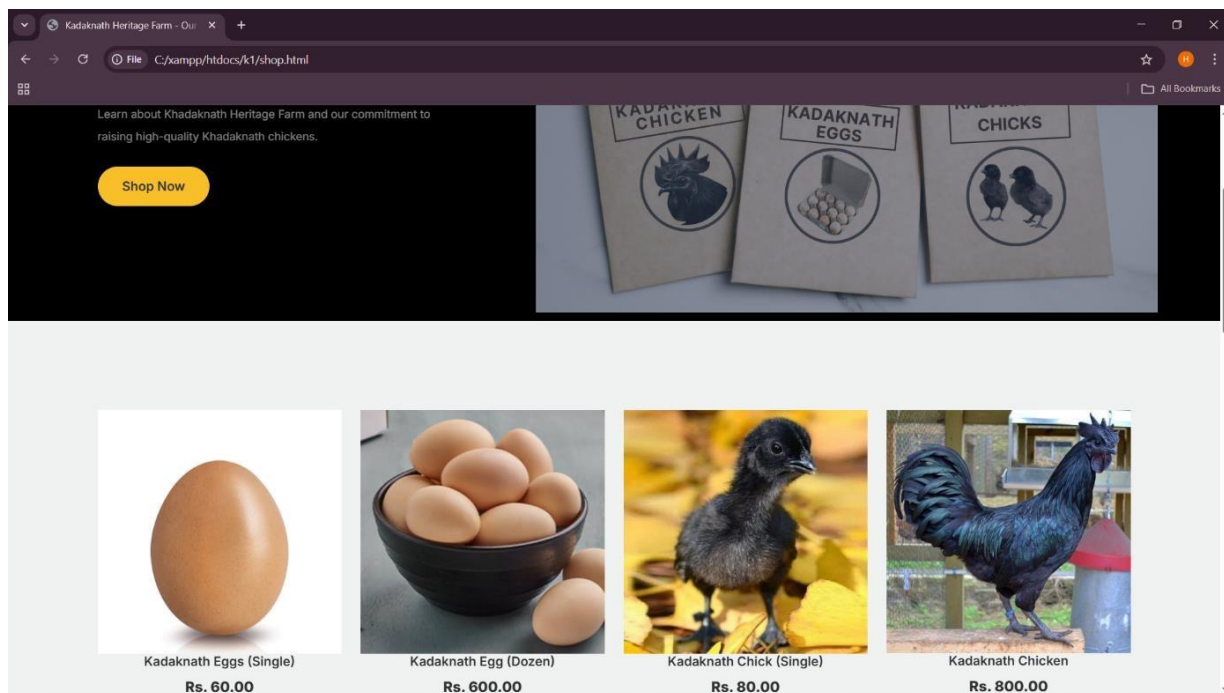 Kadaknath Heritage Farm - Our
File C:/xampp/htdocs/k1/shop.html
All Bookmarks
Learn about Khadaknath Heritage Farm and our commitment to
raising high-quality Khadaknath chickens.
Shop Now
CHICKEN
KADAKNATH
EGGS
CHICKS
Kadaknath Eggs (Single)
Rs. 60.00
Kadaknath Egg (Dozen)
Rs. 600.00
Kadaknath Chick (Single)
Rs. 80.00
Kadaknath Chicken
Rs. 800.00